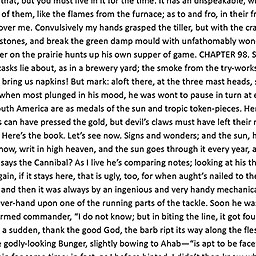 that, but you must live in it for the time. It has an unspeakable, w
of them, like the flames from the furnace; as to and fro, in their fr
over me. Convulsively my hands grasped the tiller, but with the cra
stones, and break the green damp mould with unfathomably won
er on the prairie hunts up his own supper of game. CHAPTER 98. S
casks lie about, as in a brewery yard; the smoke from the try-works
bring us napkins! But mark: aloft there, at the three mast heads, s
when most plunged in his mood, he was wont to pause in turn at e
outh America are as medals of the sun and tropic token-pieces. He
s can have pressed the gold, but devil's claws must have left their r
Here's the book. Let's see now. Signs and wonders; and the sun, h
now, writ in high heaven, and the sun goes through it every year, a
says the Cannibal? As I live he's comparing notes; looking at his th
gain, if it stays here, that is ugly, too, for when aught's nailed to the
and then it was always by an ingenious and very handy mechanica
ver-hand upon one of the running parts of the tackle. Soon he was
rmed commander, "I do not know; but in biting the line, it got fou
a sudden, thank the good God, the barb ript its way along the fles
e godly-looking Bunger, slightly bowing to Ahab—"is apt to be face